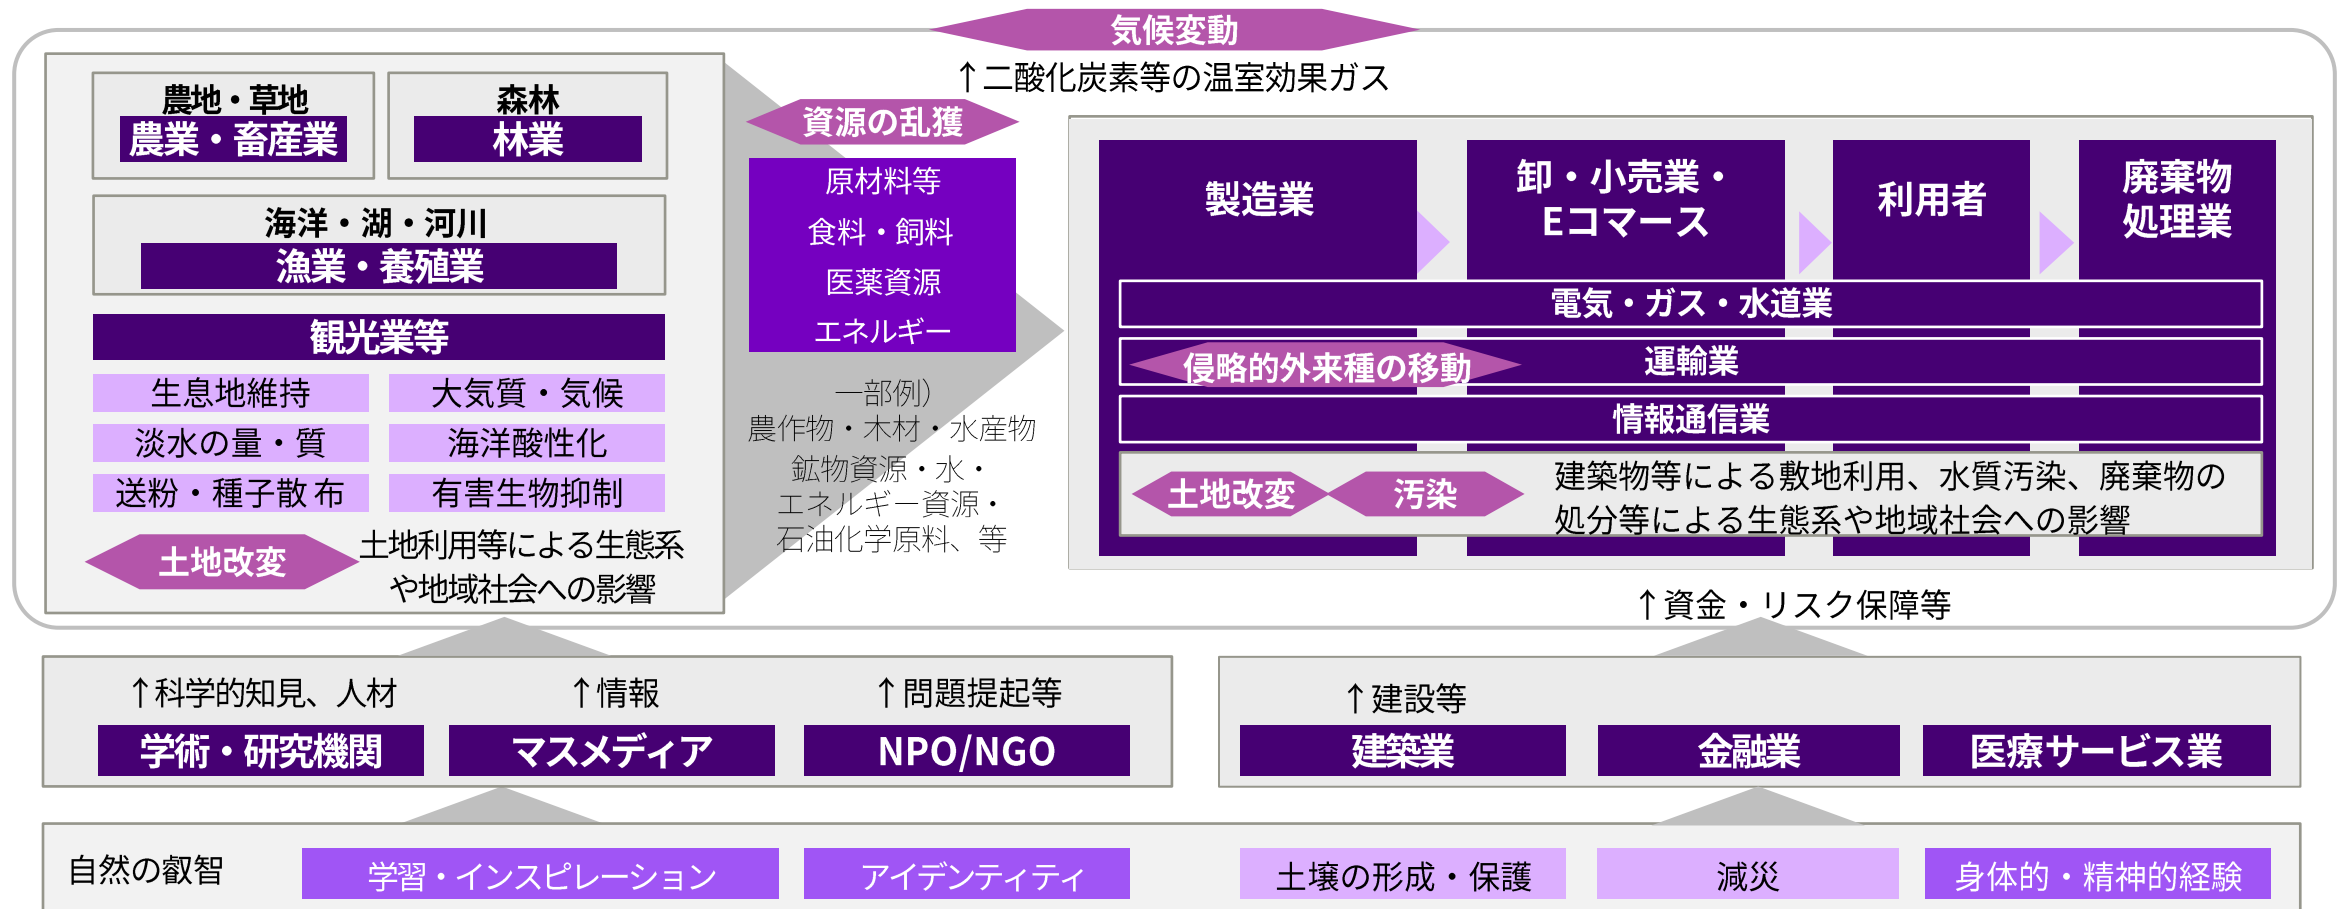 気候変動
↑二酸化炭素等の温室効果ガス
農地・草地
農業・畜産業
森林
林業
海洋・湖・河川
漁業・養殖業
観光業等
生息地維持
大気質・気候
淡水の量・質
海洋酸性化
送粉・種子散布
有害生物抑制
土地改変
土地利用等による生態系
や地域社会への影響
資源の乱獲
原材料等
食料・飼料
医薬資源
エネルギー
一部例）
農作物・木材・水産物
鉱物資源・水・
エネルギー資源・
石油化学原料、等
製造業
卸・小売業・
Eコマース
利用者
廃棄物
処理業
電気・ガス・水道業
侵略的外来種の移動
運輸業
情報通信業
土地改変
汚染
建築物等による敷地利用、水質汚染、廃棄物の
処分等による生態系や地域社会への影響
↑資金・リスク保障等
↑科学的知見、人材
↑情報
↑問題提起等
学術・研究機関
マスメディア
NPO/NGO
↑建設等
建築業
金融業
医療サービス業
自然の叡智
学習・インスピレーション
アイデンティティ
土壌の形成・保護
減災
身体的・精神的経験